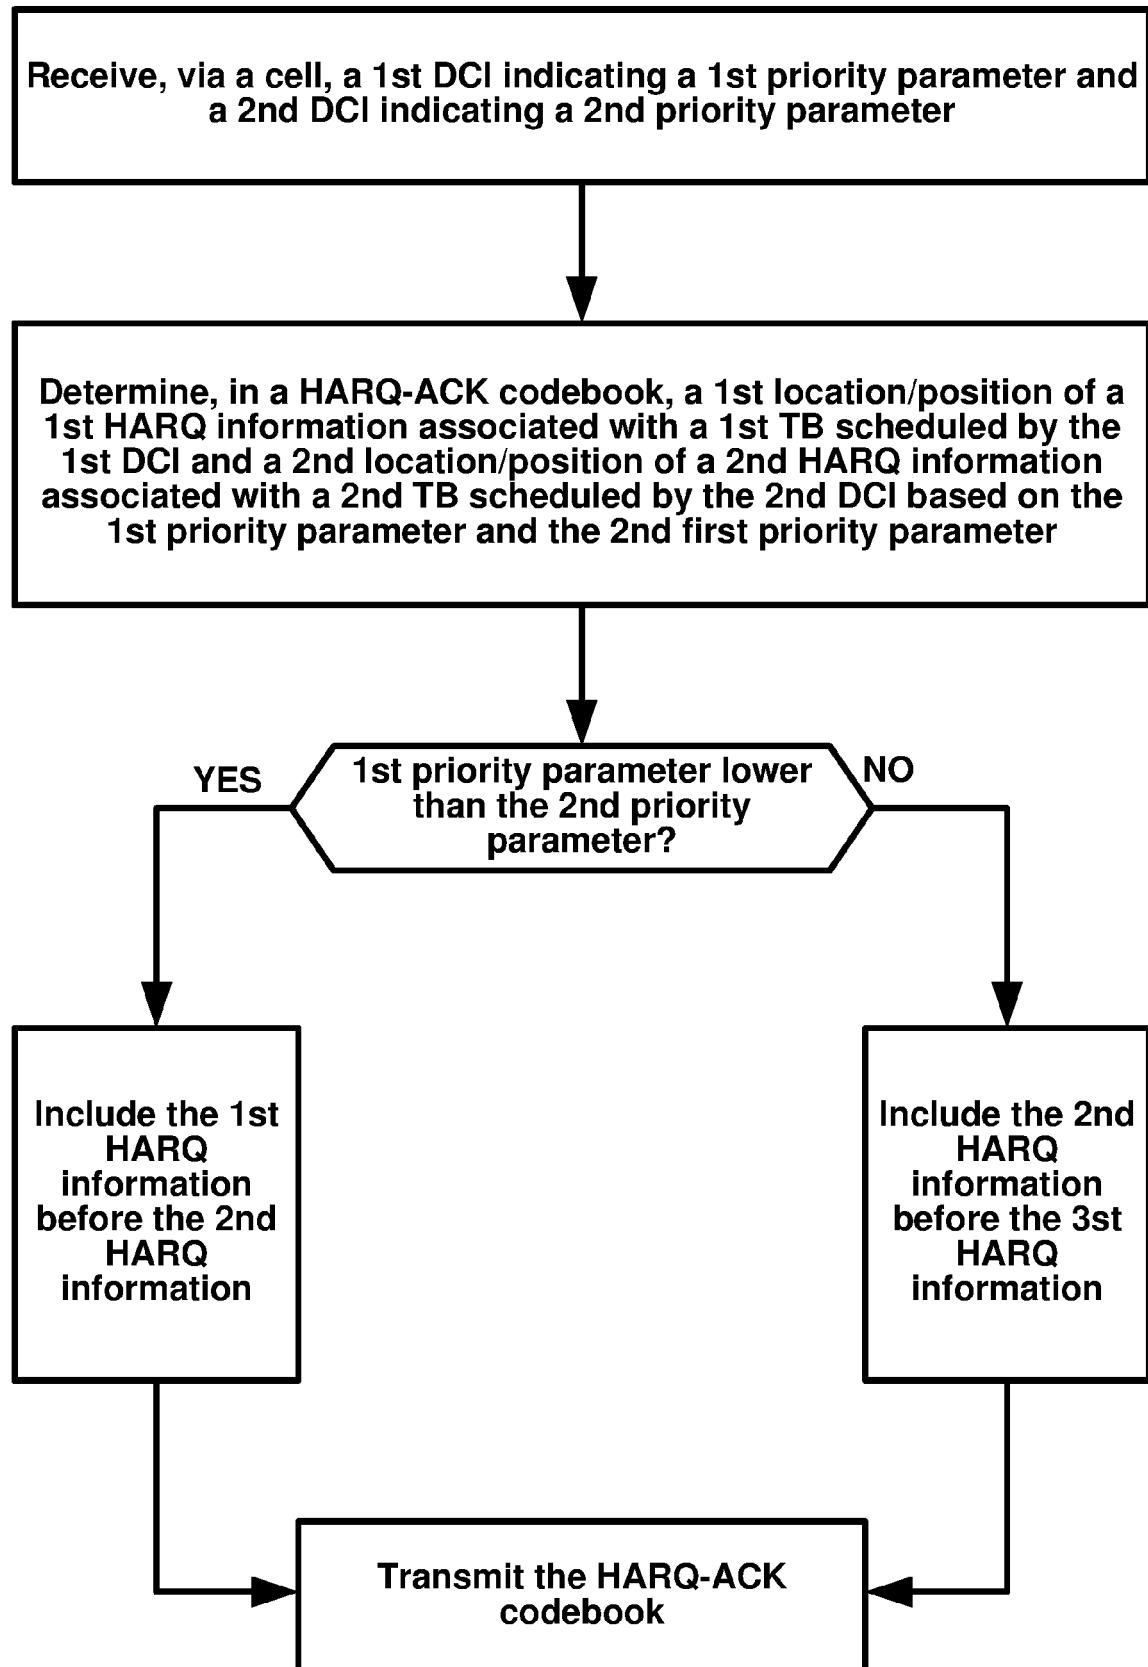 Receive, via a cell, a 1st DCI indicating a 1st priority parameter and
a 2nd DCI indicating a 2nd priority parameter
Determine, in a HARQ-ACK codebook, a 1st location/position of a
1st HARQ information associated with a 1st TB scheduled by the
1st DCI and a 2nd location/position of a 2nd HARQ information
associated with a 2nd TB scheduled by the 2nd DCI based on the
1st priority parameter and the 2nd first priority parameter
YES
1st priority parameter lower
than the 2nd priority
parameter?
NO
Include the 1st
HARQ
information
before the 2nd
HARQ
information
Include the 2nd
HARQ
information
before the 3st
HARQ
information
Transmit the HARQ-ACK
codebook